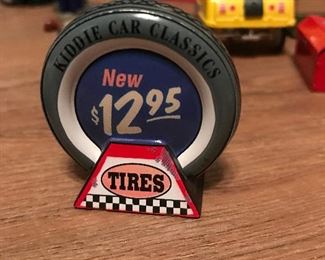 KIDDIE CAR CLASSICS
New
$12.95
TIRES